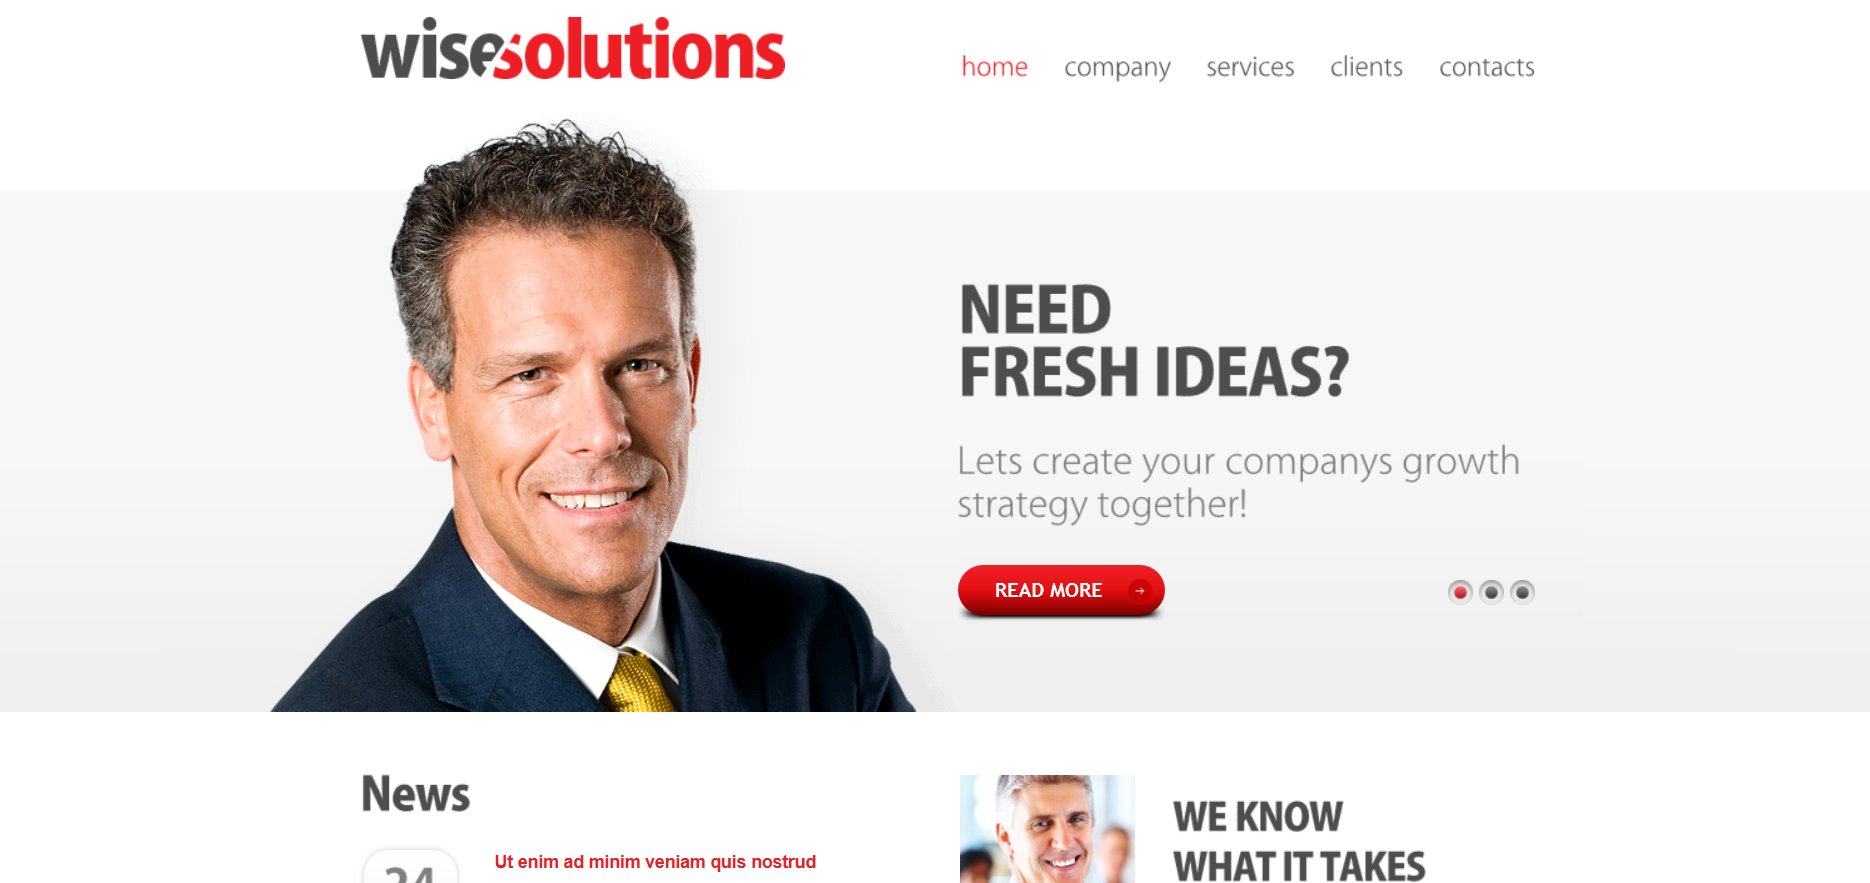 wisesolutions
home company services clients contacts
NEED
FRESH IDEAS?
Lets create your companys growth
strategy together!
READ MORE
News
24
Ut enim ad minim veniam quis nostrud
WE KNOW
WHAT IT TAKES